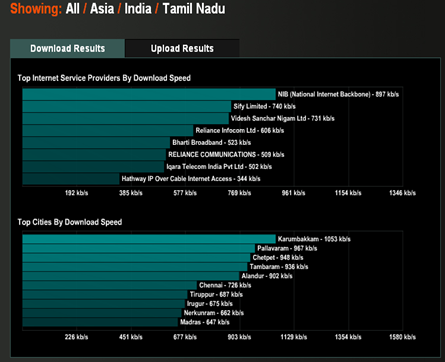 Showing: All / Asia / India / Tamil Nadu
Download Results Upload Results
Top Internet Service Providers By Download Speed
NIB (National Internet Backbone) - 897 kb/s
Sify Limited - 740 kb/s
Videsh Sanchar Nigam Ltd - 731 kb/s
Reliance Infocom Ltd - 606 kb/s
Bharti Broadband - 523 kb/s
RELIANCE COMMUNICATIONS - 509 kb/s
Iqara Telecom India Pvt Ltd - 502 kb/s
Hathway IP Over Cable Internet Access - 344 kb/s
192 kb/s 385 kb/s 577 kb/s 769 kb/s 961 kb/s 1154 kb/s 1346 kb/s
Top Cities By Download Speed
Karumbakkam - 1053 kb/s
Pallavaram - 967 kb/s
Chetpet - 948 kb/s
Tambaram - 936 kb/s
Alandur - 902 kb/s
Chennai - 726 kb/s
Tiruppur - 687 kb/s
Irugur - 675 kb/s
Nerkunram - 662 kb/s
Madras - 647 kb/s
226 kb/s 451 kb/s 677 kb/s 903 kb/s 1129 kb/s 1354 kb/s 1580 kb/s